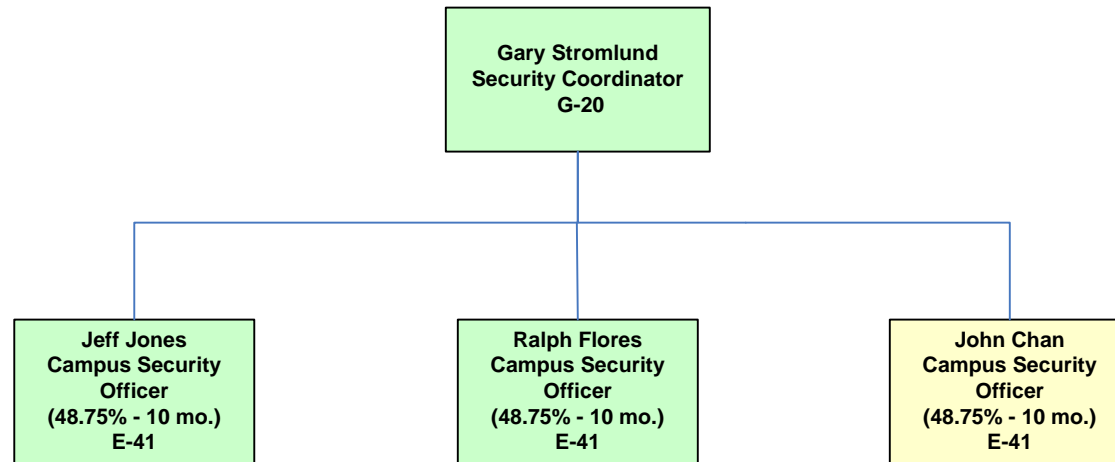 Gary Stromlund
Security Coordinator
G-20
Jeff Jones
Campus Security
Officer
(48.75% - 10 mo.)
E-41
Ralph Flores
Campus Security
Officer
(48.75% - 10 mo.)
E-41
John Chan
Campus Security
Officer
(48.75% - 10 mo.)
E-41